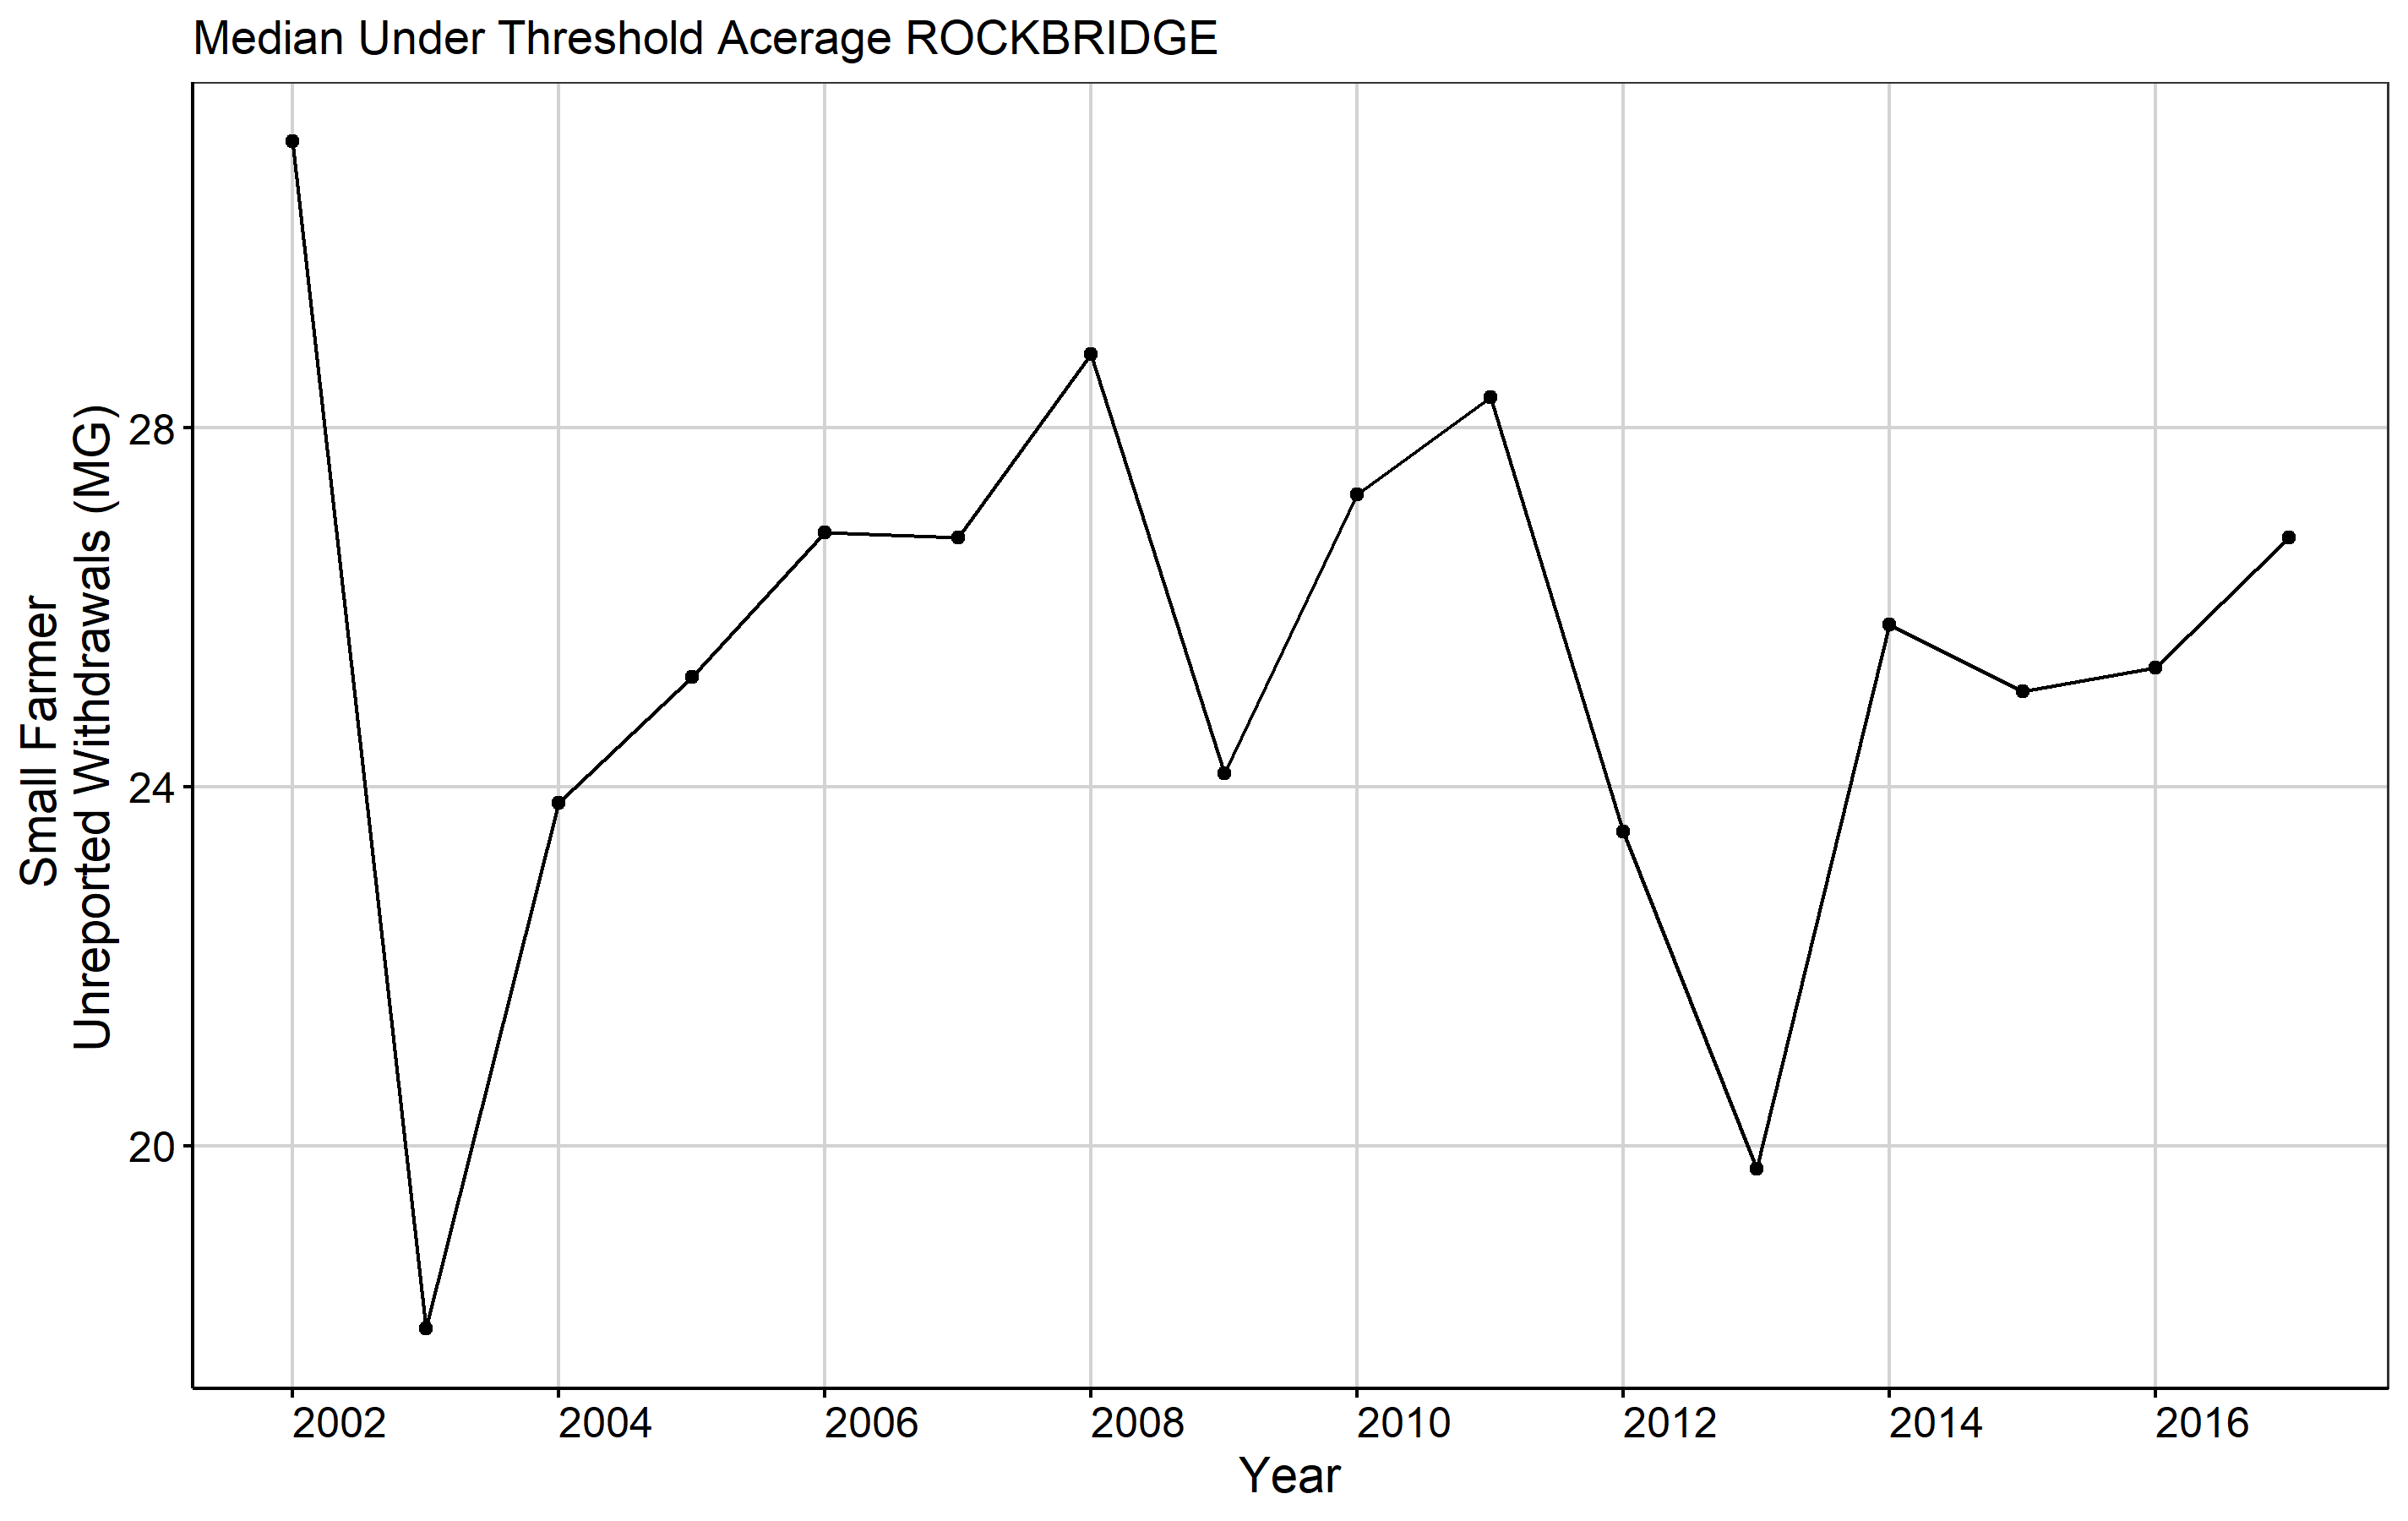 Median Under Threshold Acerage ROCKBRIDGE
Small Farmer
Unreported Withdrawals (MG)
28
24
20
2002 2004 2006 2008 2010 2012 2014 2016
Year